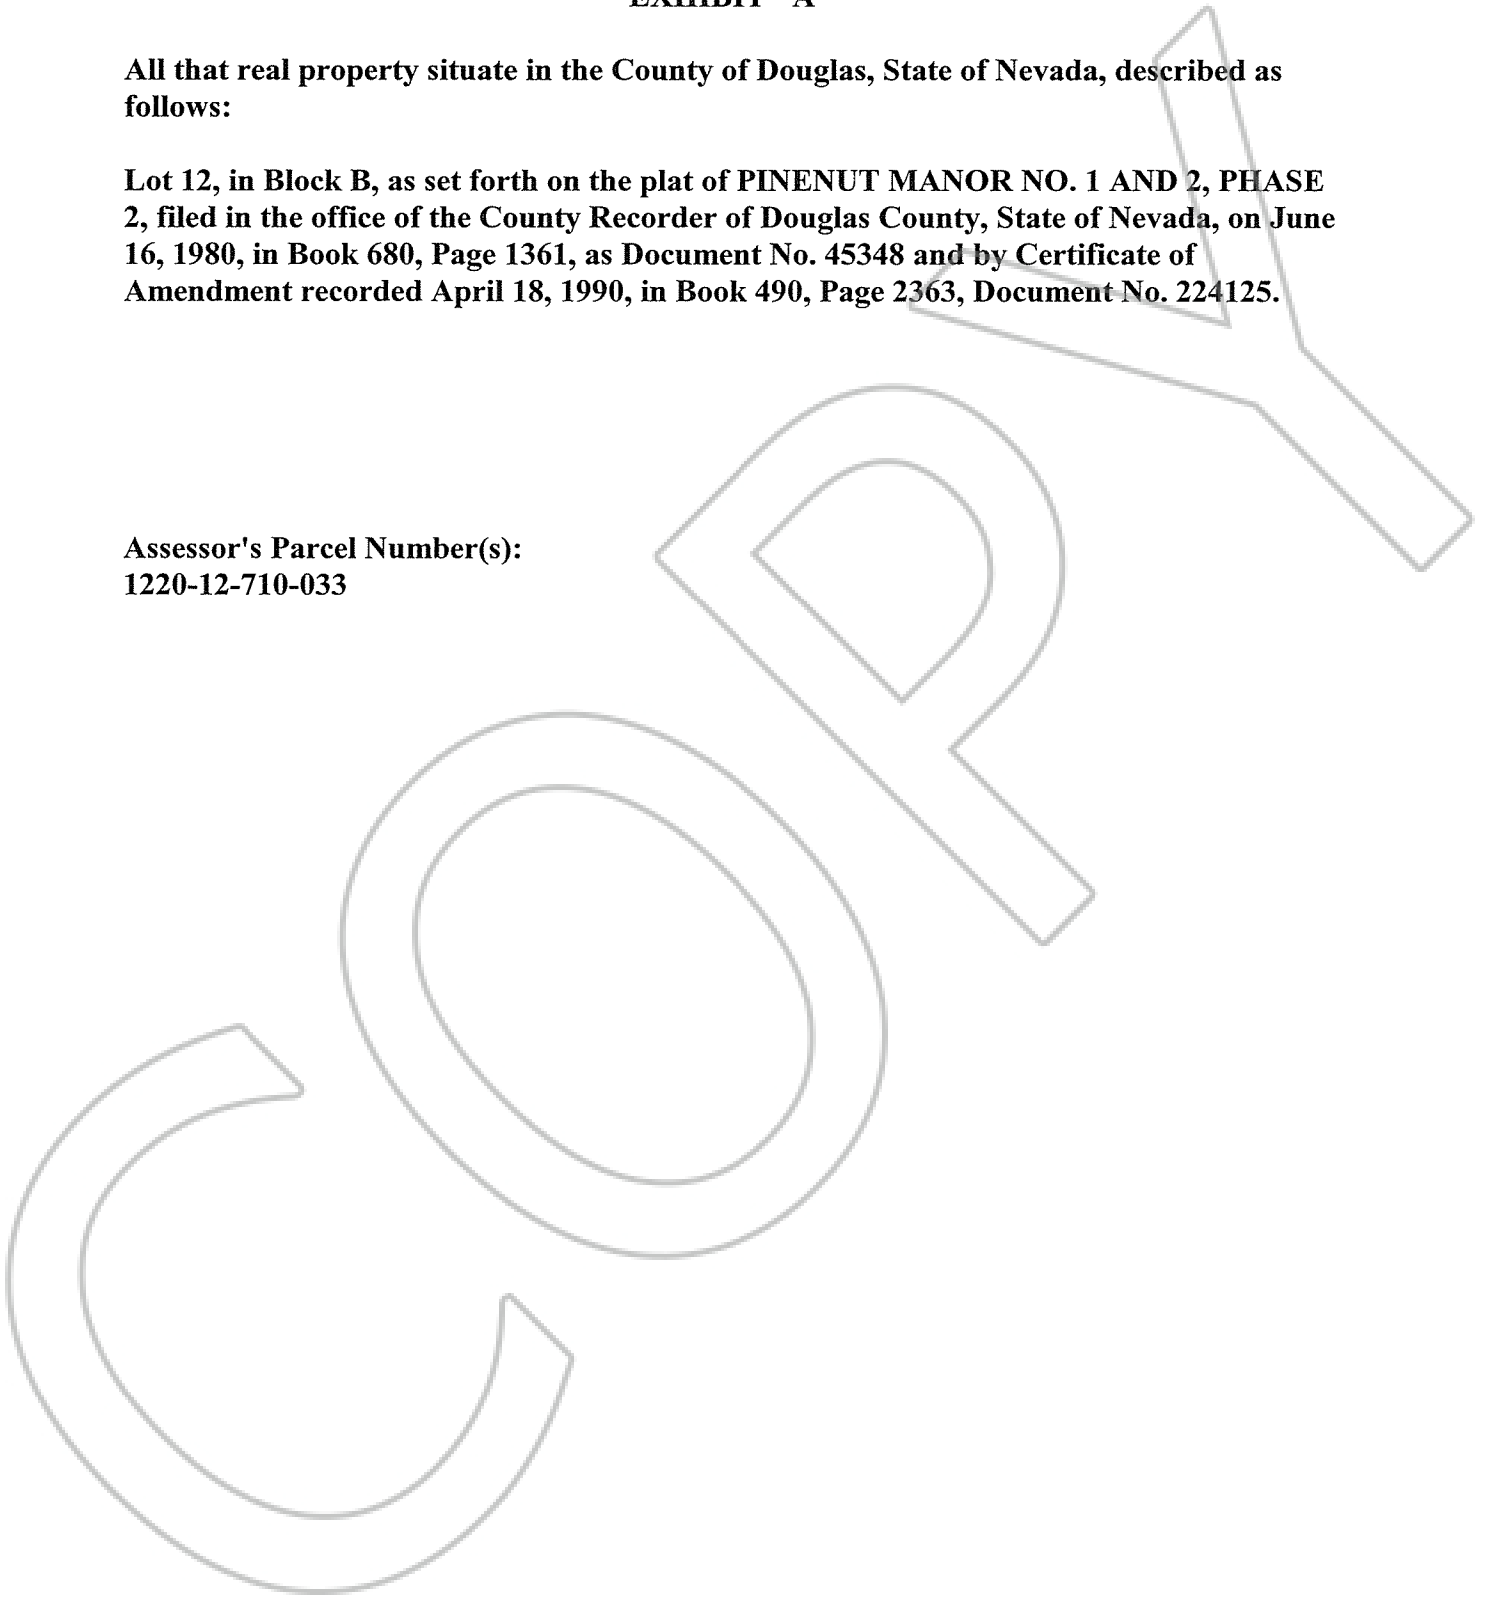 EXHIBIT "A"
All that real property situate in the County of Douglas, State of Nevada, described as
follows:
Lot 12, in Block B, as set forth on the plat of PINENUT MANOR NO. 1 AND 2, PHASE
2, filed in the office of the County Recorder of Douglas County, State of Nevada, on June
16, 1980, in Book 680, Page 1361, as Document No. 45348 and by Certificate of
Amendment recorded April 18, 1990, in Book 490, Page 2363, Document No. 224125.
Assessor's Parcel Number(s):
1220-12-710-033
COPY